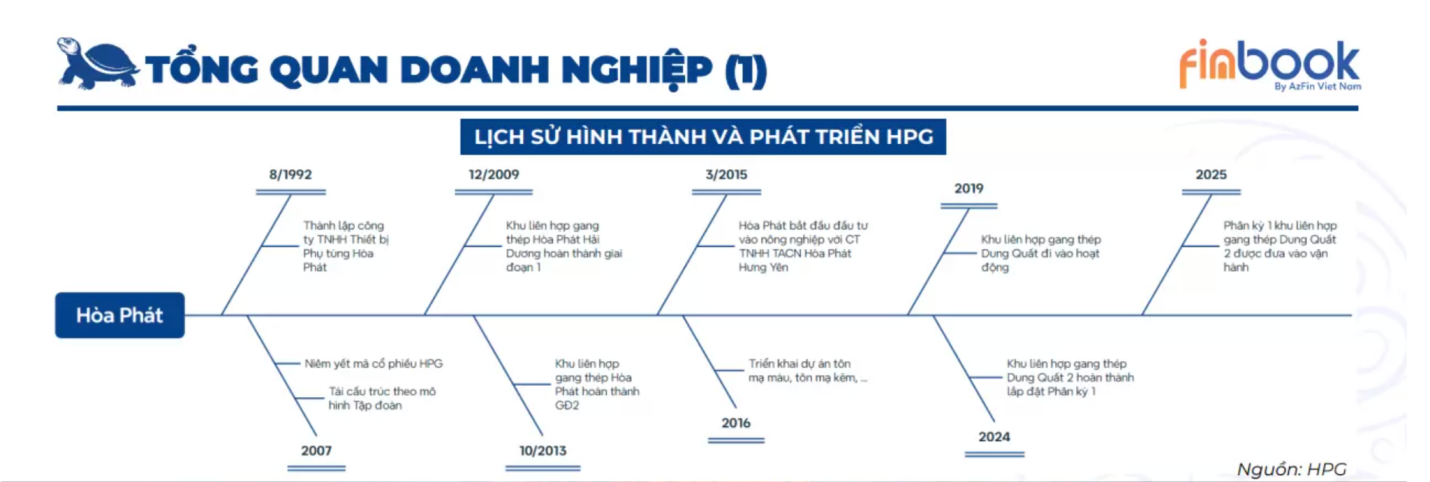 TỔNG QUAN DOANH NGHIỆP (1)
finbook
By AzFin Viet Nam
LỊCH SỬ HÌNH THÀNH VÀ PHÁT TRIỂN HPG
8/1992
Thành lập công
ty TNHH Thiết bị
Phụ tùng Hòa
Phát
12/2009
Khu liên hợp gang
thép Hòa Phát Hải
Dương hoàn thành giai
đoạn 1
3/2015
Hòa Phát bắt đầu đầu tư
vào nông nghiệp với CT
TNHH TACN Hòa Phát
Hưng Yên
2019
Khu liên hợp gang thép
Dung Quất đi vào hoạt
động
2025
Phân kỳ 1 khu liên hợp
gang thép Dung Quất
2 được đưa vào vận
hành
Hòa Phát
Niêm yết mã cổ phiếu HPG
Tái cấu trúc theo mô
hình Tập đoàn
2007
Khu liên hợp
gang thép Hòa
Phát hoàn thành
GĐ2
10/2013
Triển khai dự án tôn
mạ màu, tôn mạ kẽm, ...
2016
Khu liên hợp gang thép
Dung Quất 2 hoàn thành
lắp đặt Phân kỳ 1
2024
Nguồn: HPG